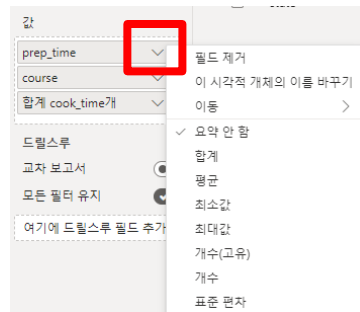 값
prep_time
course
합계 cook_time개
드릴스루
교차 보고서
모든 필터 유지
여기에 드릴스루 필드 추가
필드 제거
이 시각적 개체의 이름 바꾸기
이동
요약 안 함
합계
평균
최소값
최대값
개수(고유)
개수
표준 편차